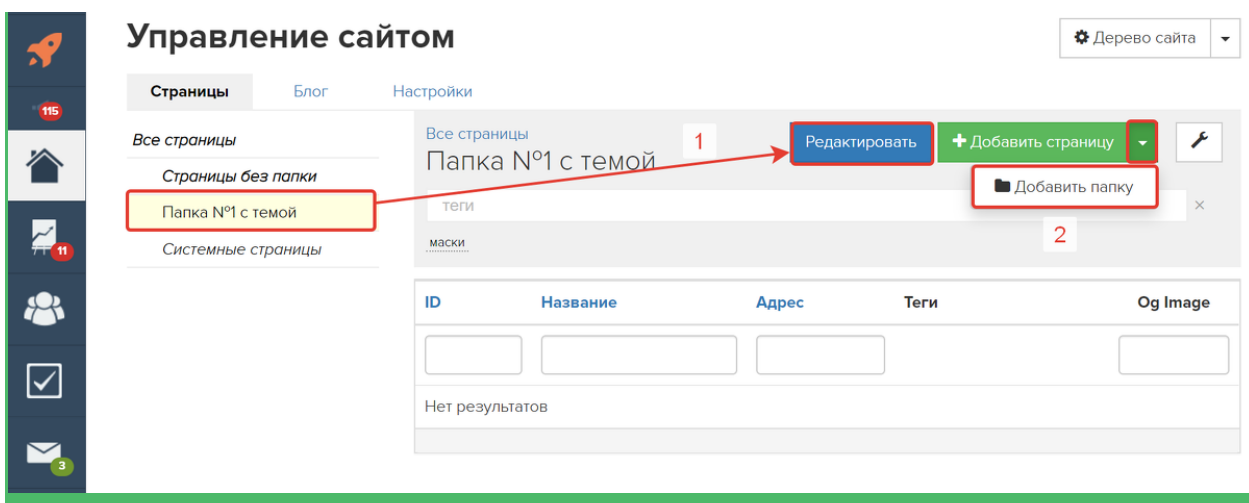 Управление сайтом
Дерево сайта
Страницы Блог Настройки
115
Все страницы
Страницы без папки
Папка №1 с темой
Системные страницы
Все страницы
Папка №1 с темой
1
Редактировать
+ Добавить страницу
Добавить папку
2
теги ×
маски
ID Название Адрес Теги Og Image
Нет результатов
11
3